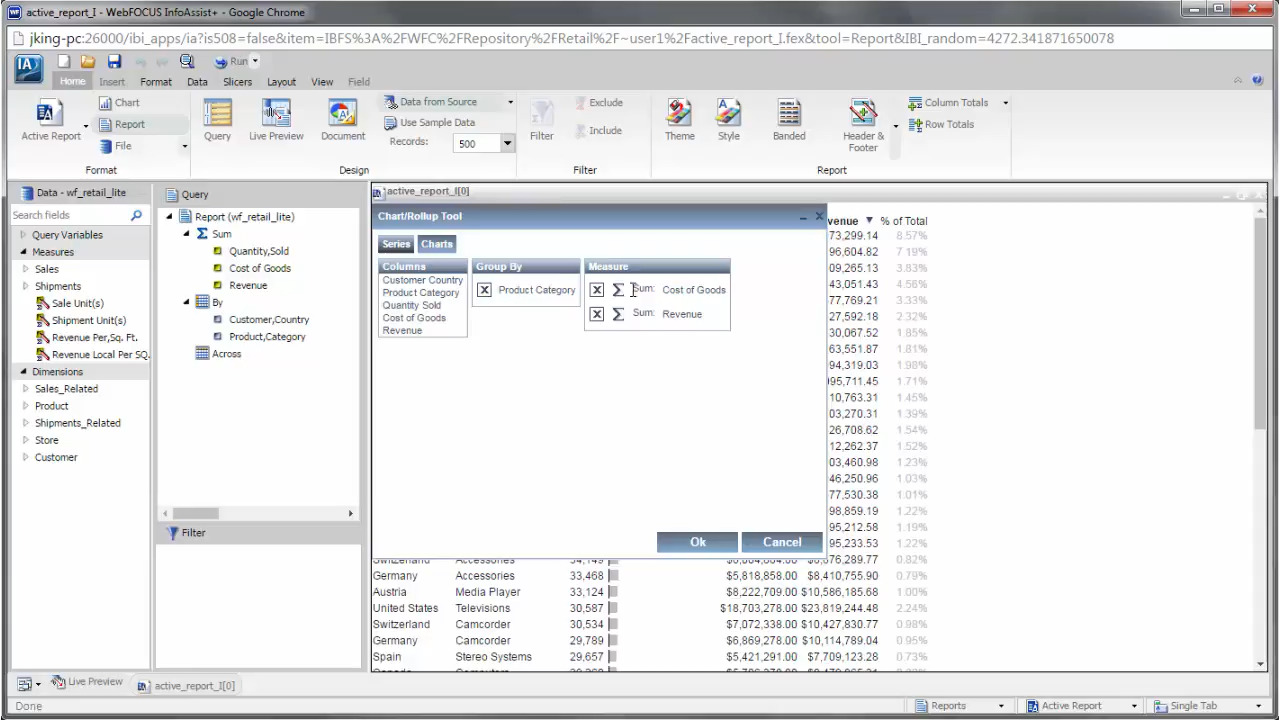 active_report_I - WebFOCUS InfoAssist+ - Google Chrome
jking-pc:26000/ibi_apps/ia?is508=false&item=IBFS%3A%2FWFC%2FRepository%2FRetail%2F~user1%2Factive_report_I.fex&tool=Report&IBI_random=4272.341871650078
IA Run
Home Insert Format Data Slicers Layout View Field
Active Report
Chart
Report
File
Format
Query
Live Preview
Document
Data from Source
Use Sample Data
Records: 500
Design
Filter
Exclude
Include
Filter
Theme
Style
Banded
Header & Footer
Column Totals
Row Totals
Report
Data - wf_retail_lite
Search fields
Query Variables
Measures
Sales
Shipments
Sale Unit(s)
Shipment Unit(s)
Revenue Per,Sq. Ft.
Revenue Local Per SQ.
Dimensions
Sales_Related
Product
Shipments_Related
Store
Customer
Query
Report (wf_retail_lite)
Sum
Quantity,Sold
Cost of Goods
Revenue
By
Customer,Country
Product,Category
Across
Filter
active_report_I[0]
Chart/Rollup Tool
Series Charts
Columns
Customer Country
Product Category
Quantity Sold
Cost of Goods
Revenue
Group By
X Product Category
Measure
X Σ Sum: Cost of Goods
X Σ Sum: Revenue
Ok Cancel
venue % of Total
73,299.14 8.57%
96,604.82 7.19%
09,265.13 3.83%
43,051.43 4.56%
77,769.21 3.33%
27,592.18 2.32%
30,067.52 1.85%
63,551.87 1.81%
94,319.03 1.98%
95,711.45 1.71%
10,763.31 1.45%
03,270.31 1.39%
26,708.62 1.54%
12,262.37 1.52%
03,460.98 1.23%
46,250.96 1.03%
77,530.38 1.01%
98,859.19 1.22%
95,212.58 1.19%
95,233.53 1.22%
76,289.77 0.82%
Germany Accessories 33,468 $5,818,858.00 $8,410,755.90 0.79%
Austria Media Player 33,124 $8,222,709.00 $10,586,185.68 1.00%
United States Televisions 30,587 $18,703,278.00 $23,819,244.48 2.24%
Switzerland Camcorder 30,534 $7,072,338.00 $10,427,830.77 0.98%
Germany Camcorder 29,789 $6,869,278.00 $10,114,789.04 0.95%
Spain Stereo Systems 29,657 $5,421,291.00 $7,709,123.28 0.73%
Live Preview active_report_I[0]
Done Reports Active Report Single Tab